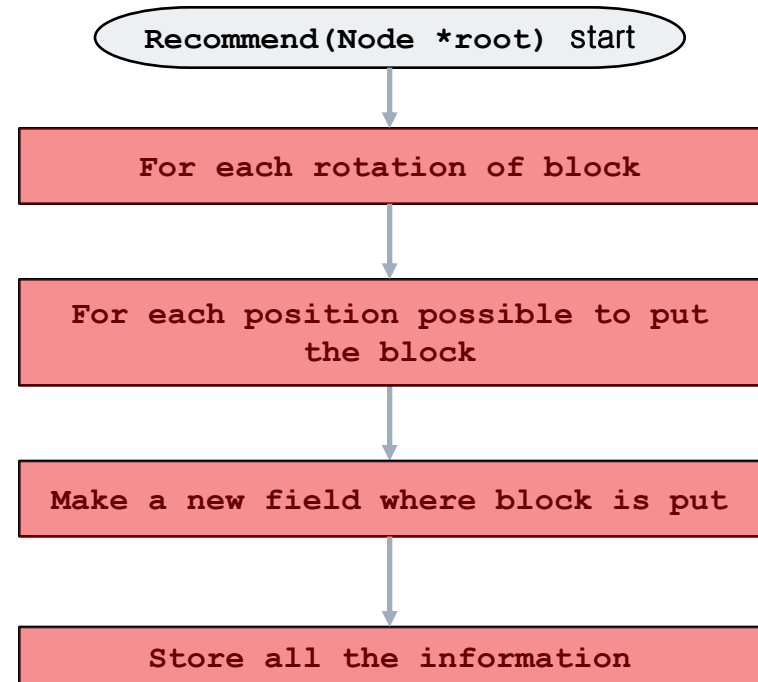 Recommend(Node *root) start
For each rotation of block
For each position possible to put
the block
Make a new field where block is put
Store all the information